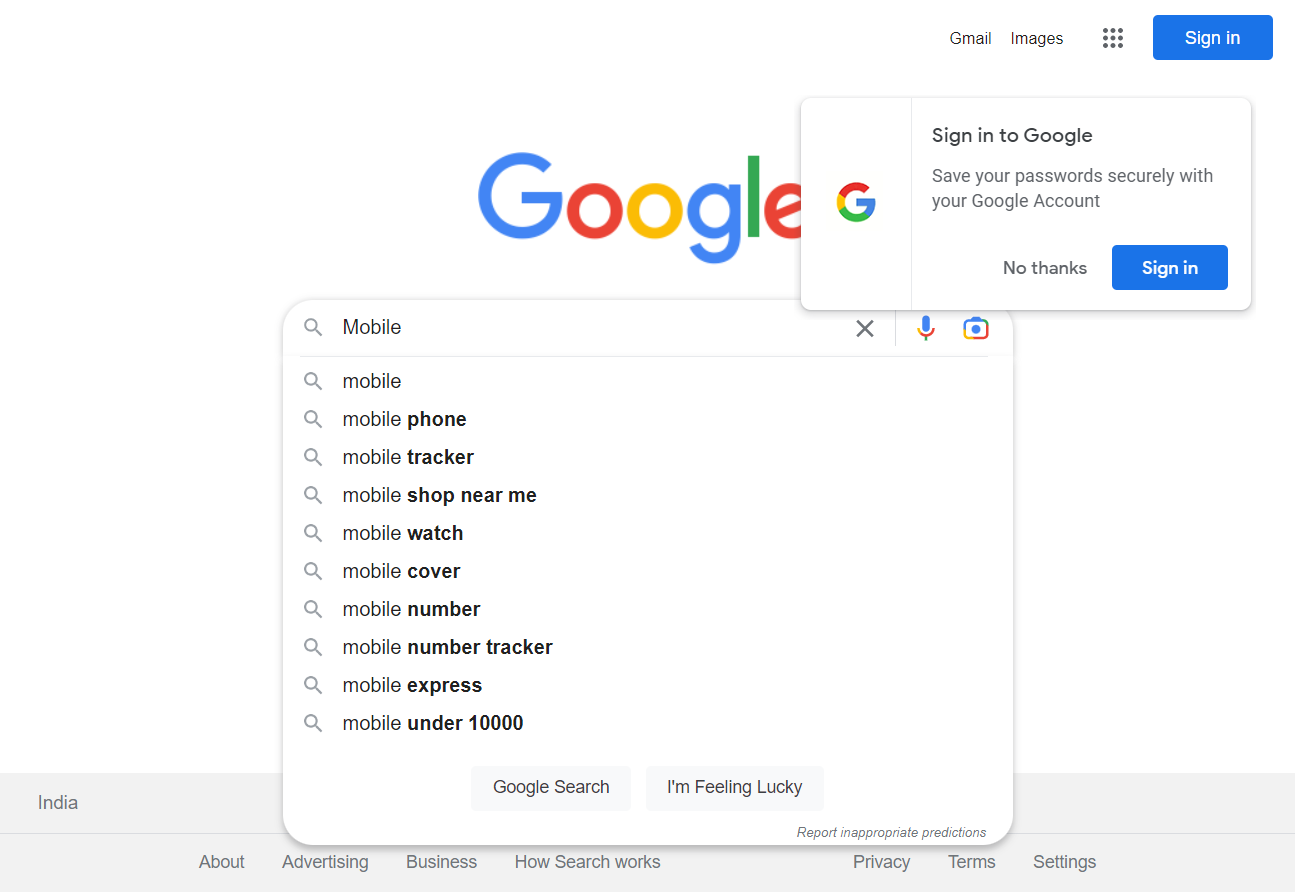 Gmail Images Sign in
Sign in to Google
Save your passwords securely with
your Google Account
No thanks Sign in
Google
Mobile
mobile
mobile phone
mobile tracker
mobile shop near me
mobile watch
mobile cover
mobile number
mobile number tracker
mobile express
mobile under 10000
Google Search I'm Feeling Lucky
Report inappropriate predictions
India
About Advertising Business How Search works Privacy Terms Settings